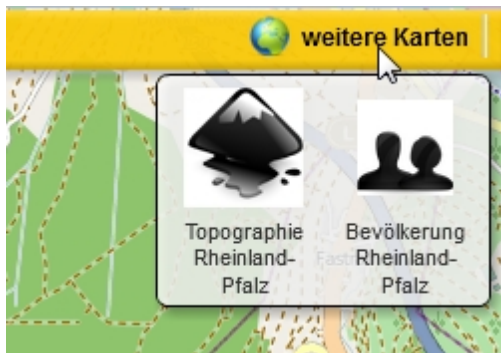 weitere Karten
Topographie
Rheinland-
Pfalz
Bevölkerung
Rheinland-
Pfalz